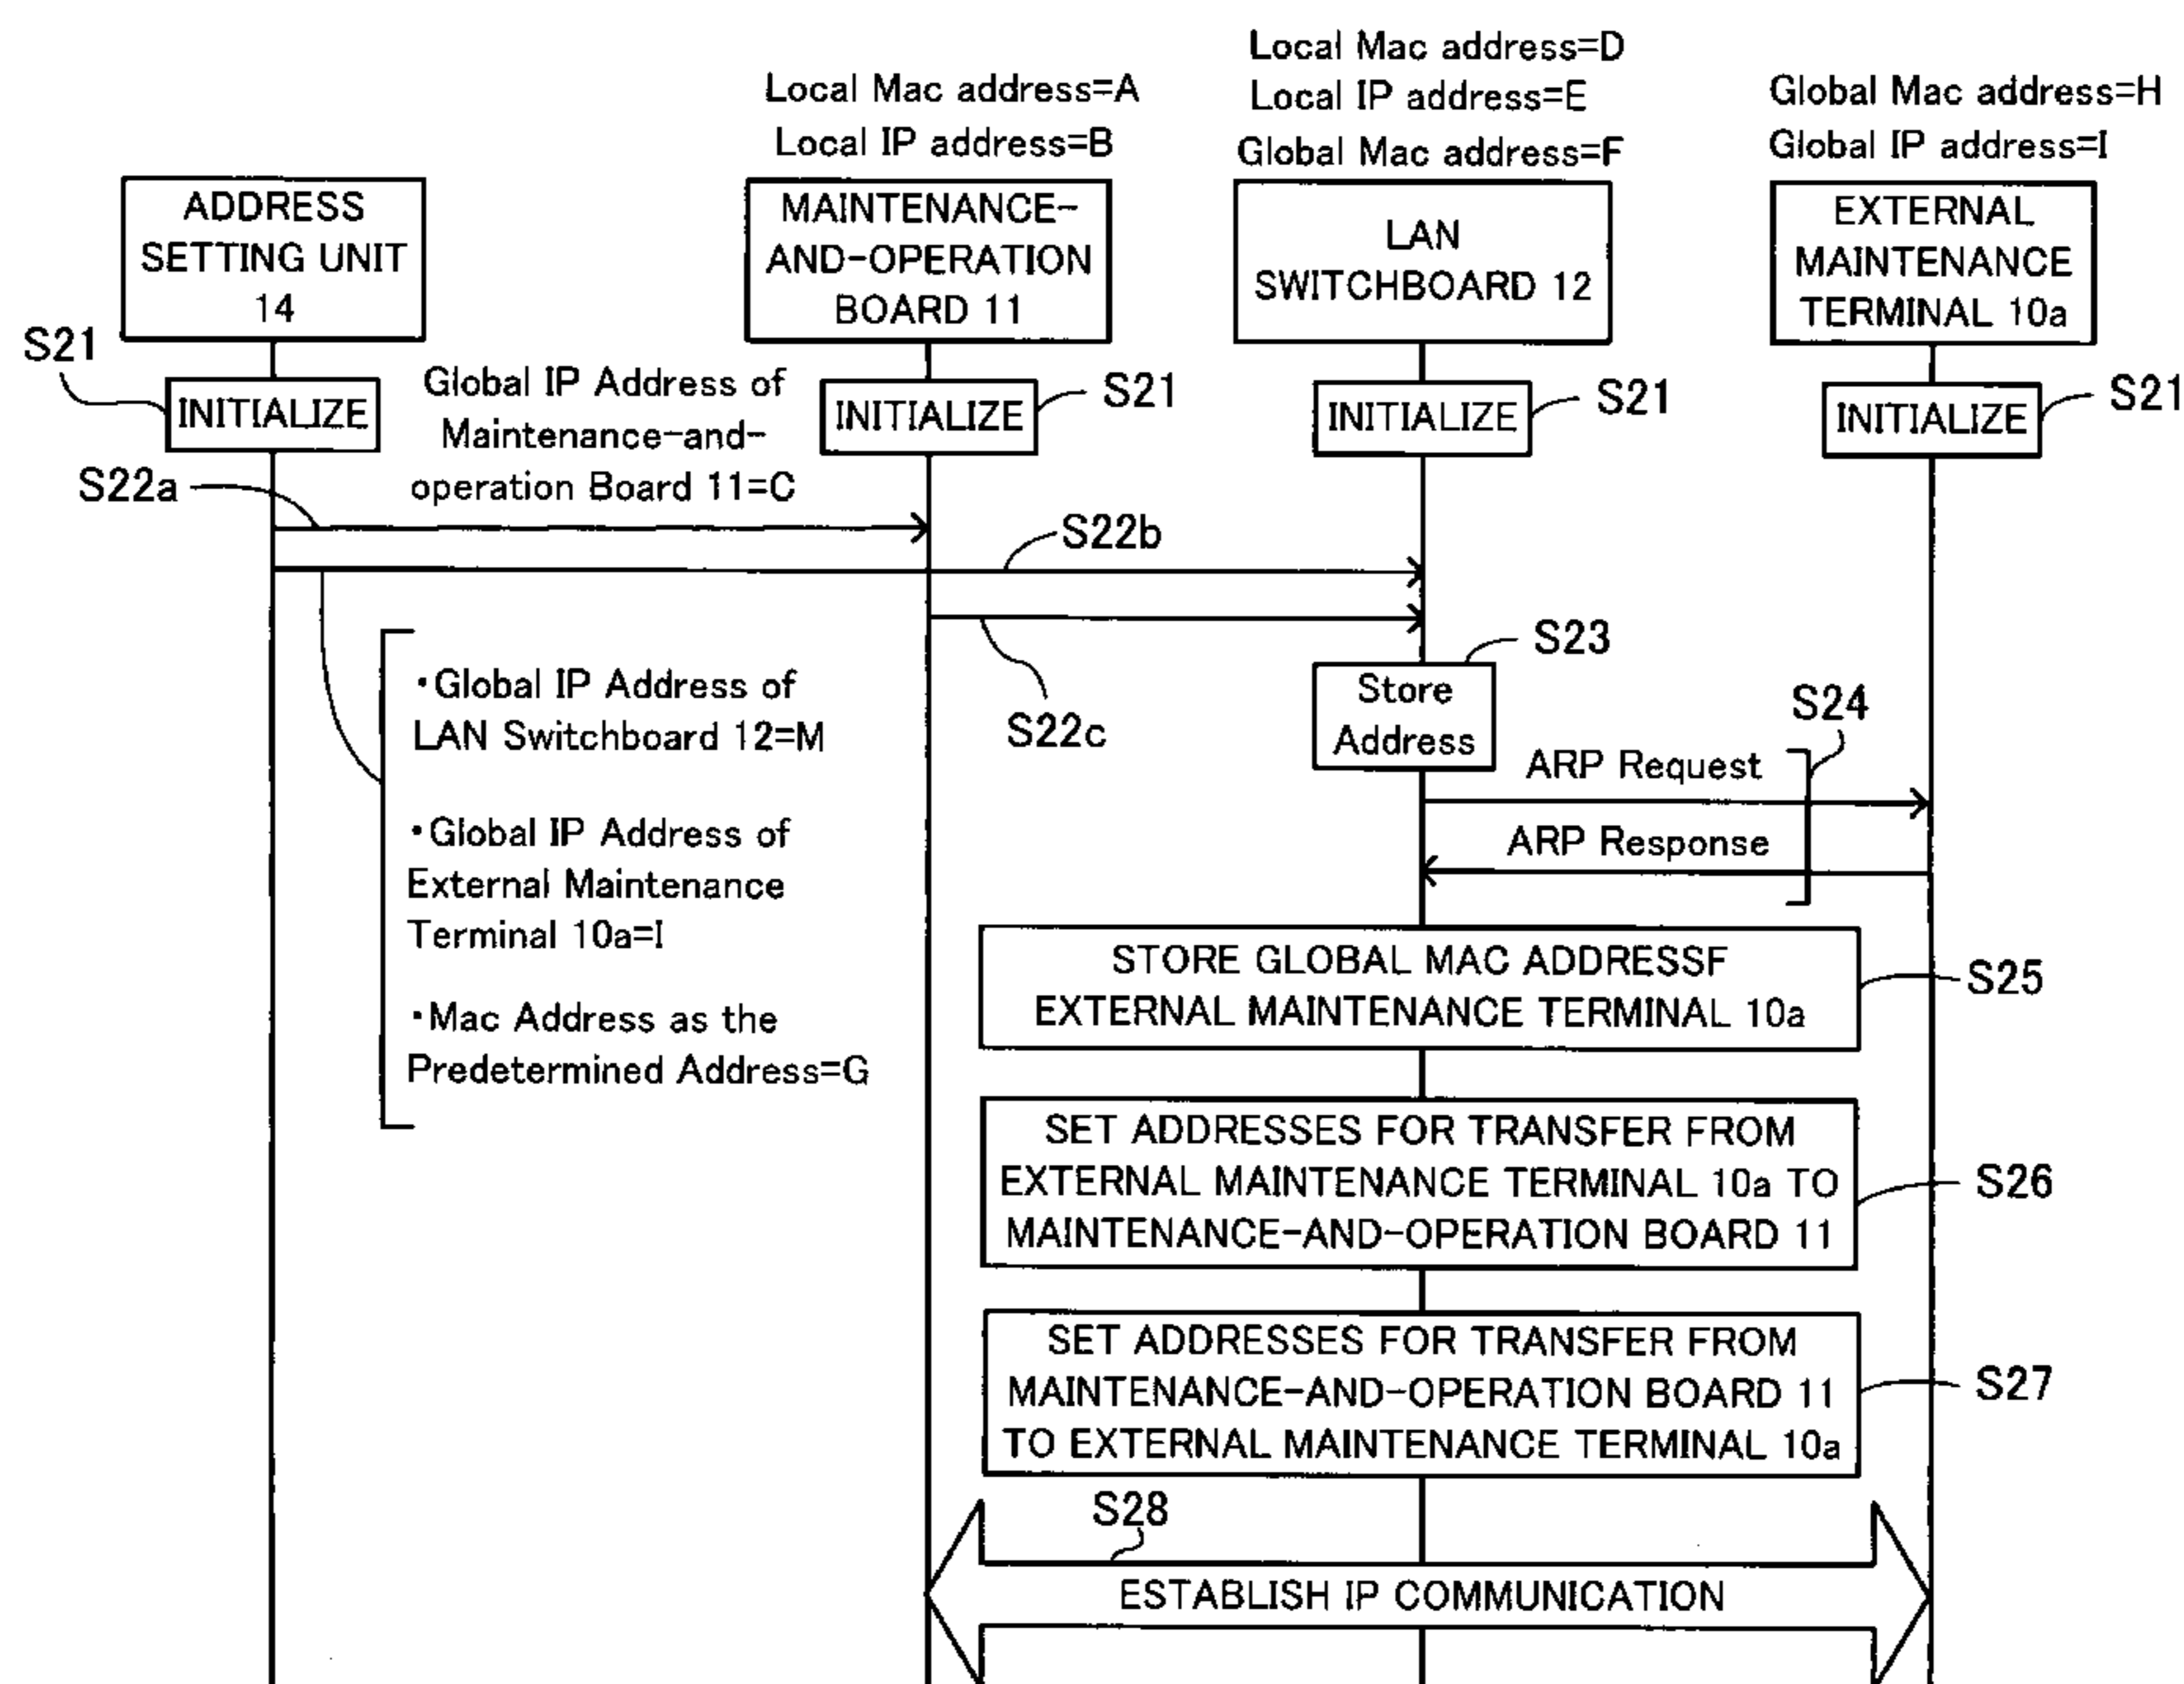 Local Mac address=A
Local IP address=B
Local Mac address=D
Local IP address=E
Global Mac address=F
Global Mac address=H
Global IP address=I
ADDRESS
SETTING UNIT
14
MAINTENANCE-
AND-OPERATION
BOARD 11
LAN
SWITCHBOARD 12
EXTERNAL
MAINTENANCE
TERMINAL 10a
S21
INITIALIZE
Global IP Address of
Maintenance-and-
operation Board 11=C
INITIALIZE
S21
INITIALIZE
S21
INITIALIZE
S21
S22a
S22b
S22c
・Global IP Address of
LAN Switchboard 12=M
・Global IP Address of
External Maintenance
Terminal 10a=I
・Mac Address as the
Predetermined Address=G
S23
Store
Address
S24
ARP Request
ARP Response
STORE GLOBAL MAC ADDRESSF
EXTERNAL MAINTENANCE TERMINAL 10a
S25
SET ADDRESSES FOR TRANSFER FROM
EXTERNAL MAINTENANCE TERMINAL 10a TO
MAINTENANCE-AND-OPERATION BOARD 11
S26
SET ADDRESSES FOR TRANSFER FROM
MAINTENANCE-AND-OPERATION BOARD 11
TO EXTERNAL MAINTENANCE TERMINAL 10a
S27
S28
ESTABLISH IP COMMUNICATION